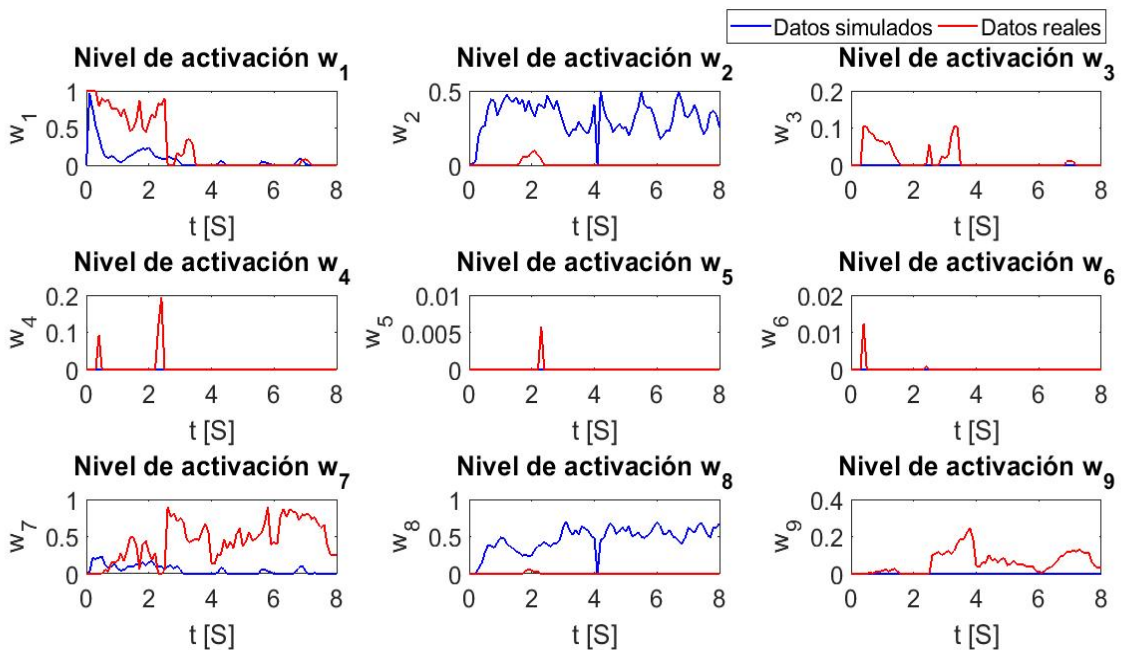 Datos simulados Datos reales
Nivel de activación w1 Nivel de activación w2 Nivel de activación w3
w1
1
0.5
0
0 2 4 6 8
t [S]
w2
0.5
0
0 2 4 6 8
t [S]
w3
0.2
0.1
0
0 2 4 6 8
t [S]
Nivel de activación w4 Nivel de activación w5 Nivel de activación w6
w4
0.2
0.1
0
0 2 4 6 8
t [S]
w5
0.01
0.005
0
0 2 4 6 8
t [S]
w6
0.02
0.01
0
0 2 4 6 8
t [S]
Nivel de activación w7 Nivel de activación w8 Nivel de activación w9
w7
1
0.5
0
0 2 4 6 8
t [S]
w8
1
0.5
0
0 2 4 6 8
t [S]
w9
0.4
0.2
0
0 2 4 6 8
t [S]